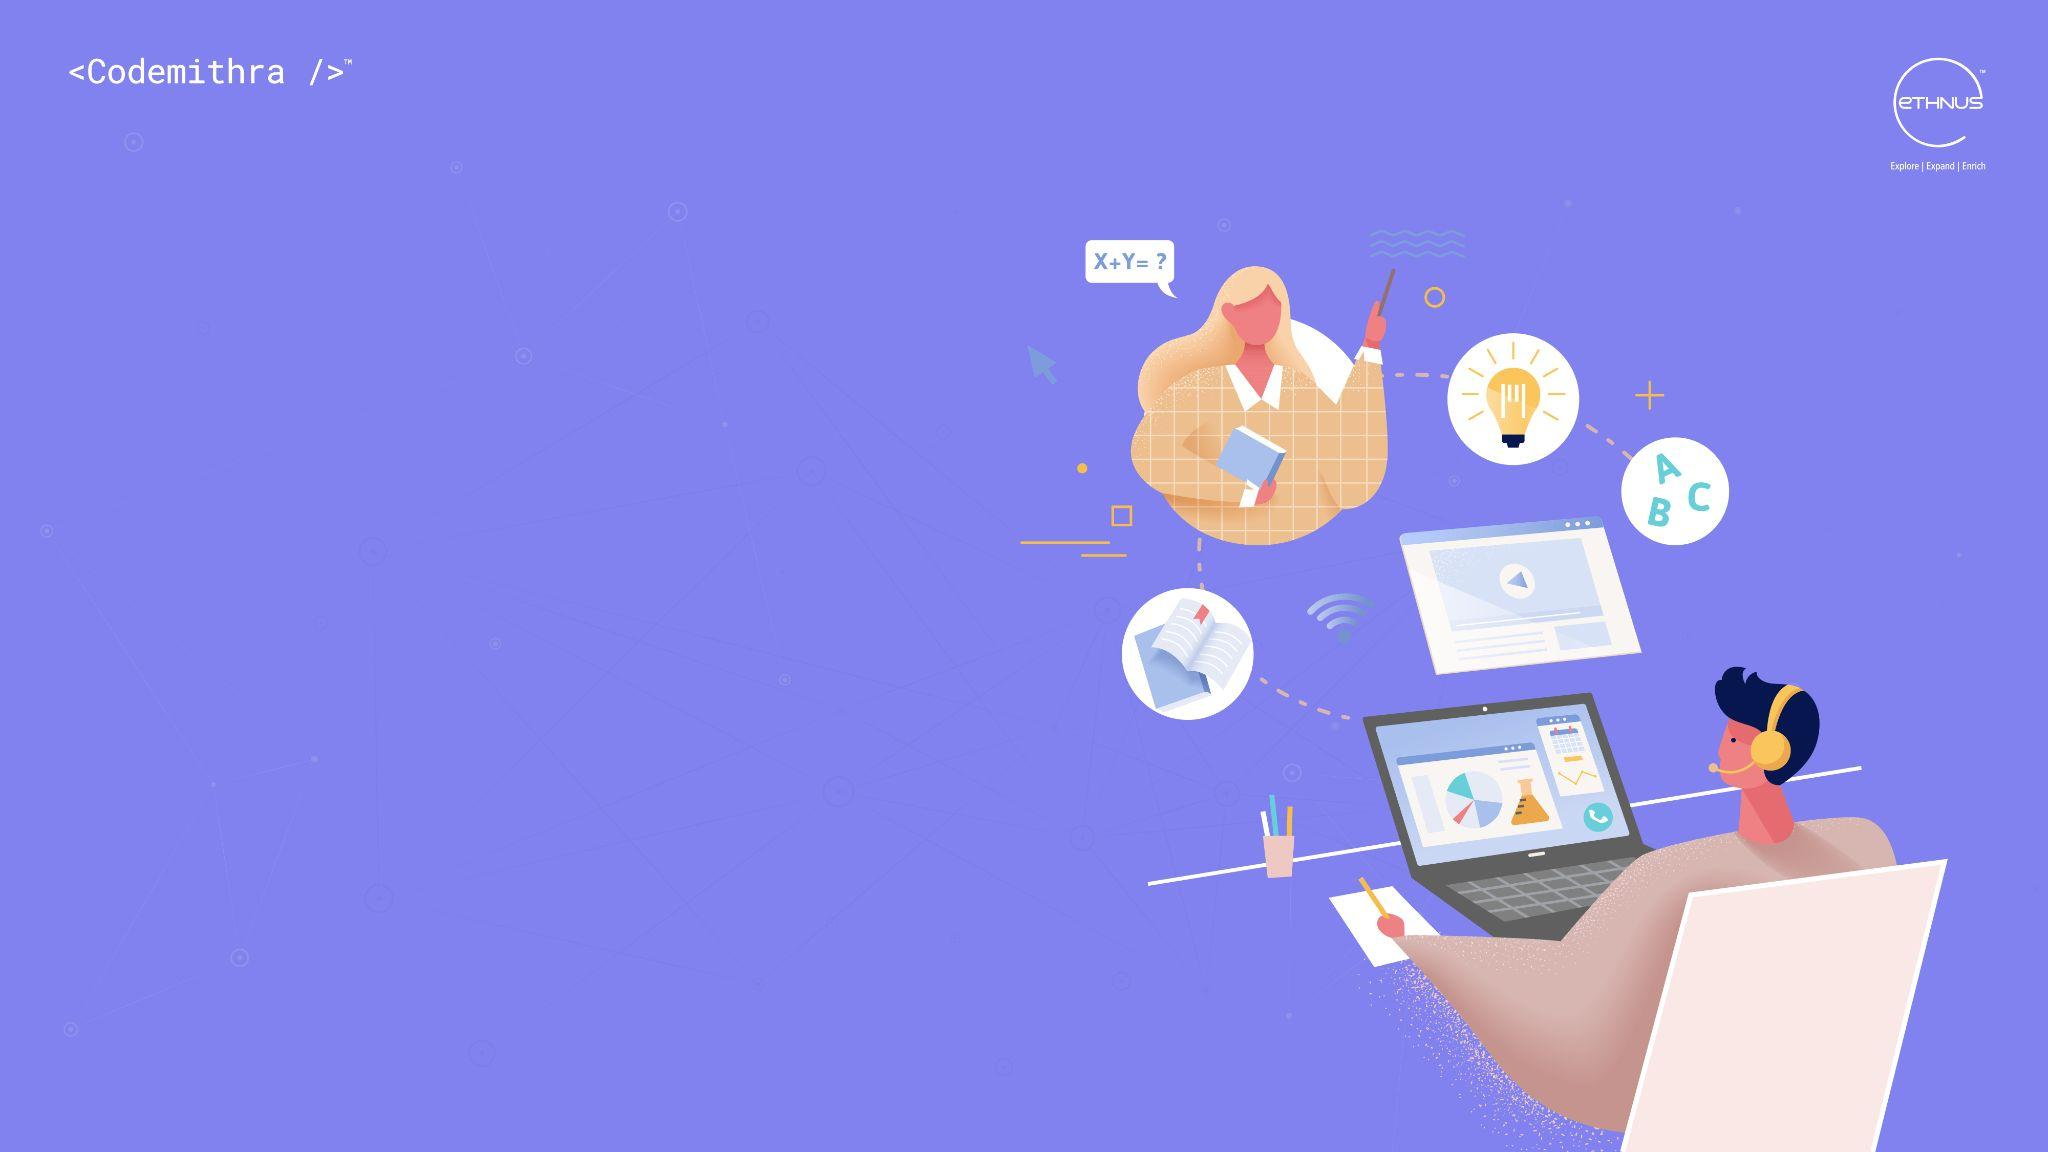 <Codemithra />™
eTHNUS™
Explore | Expand | Enrich
X+Y= ?
A
B
C